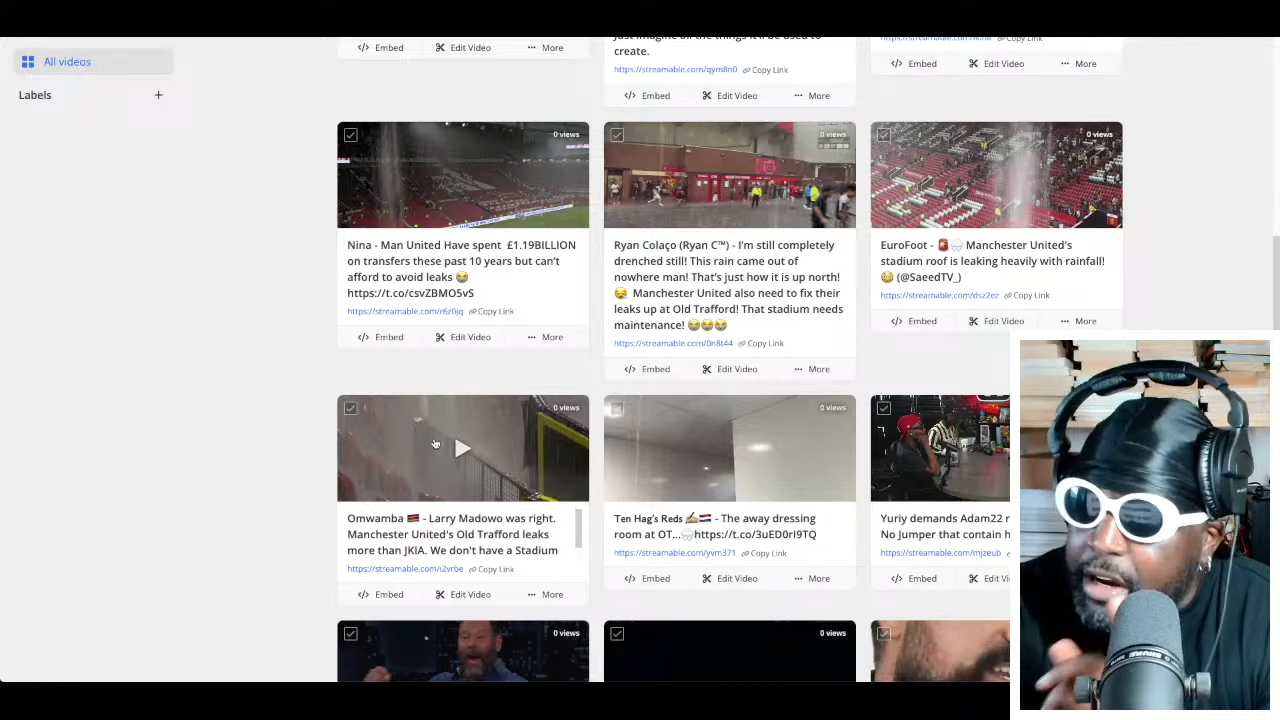 All videos
Labels +
Embed Edit Video ··· More
Just imagine all the things it'll be used to
create.
https://streamable.com/qym8n0 Copy Link
Embed Edit Video ··· More
Copy Link
Embed Edit Video ··· More
0 views
Nina - Man United Have spent £1.19BILLION
on transfers these past 10 years but can't
afford to avoid leaks 😂
https://t.co/csvZBMO5vS
https://streamable.com/r6z0jq Copy Link
Embed Edit Video ··· More
0 views
Ryan Colaço (Ryan C™) - I'm still completely
drenched still! This rain came out of
nowhere man! That's just how it is up north!
😂 Manchester United also need to fix their
leaks up at Old Trafford! That stadium needs
maintenance! 😂😂😂
https://streamable.com/0n8t44 Copy Link
Embed Edit Video ··· More
0 views
EuroFoot - 🚨🌧 Manchester United's
stadium roof is leaking heavily with rainfall!
😳 (@SaeedTV_)
https://streamable.com/dsz2ez Copy Link
Embed Edit Video ··· More
0 views
Omwamba 🇰🇪 - Larry Madowo was right.
Manchester United's Old Trafford leaks
more than JKIA. We don't have a Stadium
https://streamable.com/i2vrbe Copy Link
Embed Edit Video ··· More
0 views
Ten Hag's Reds ✍🏼🇳🇱 - The away dressing
room at OT...🌧https://t.co/3uED0rI9TQ
https://streamable.com/yvm371 Copy Link
Embed Edit Video ··· More
Yuriy demands Adam22 r
No Jumper that contain h
https://streamable.com/mjzeub
Embed Edit Vi
0 views
0 views
SHURE